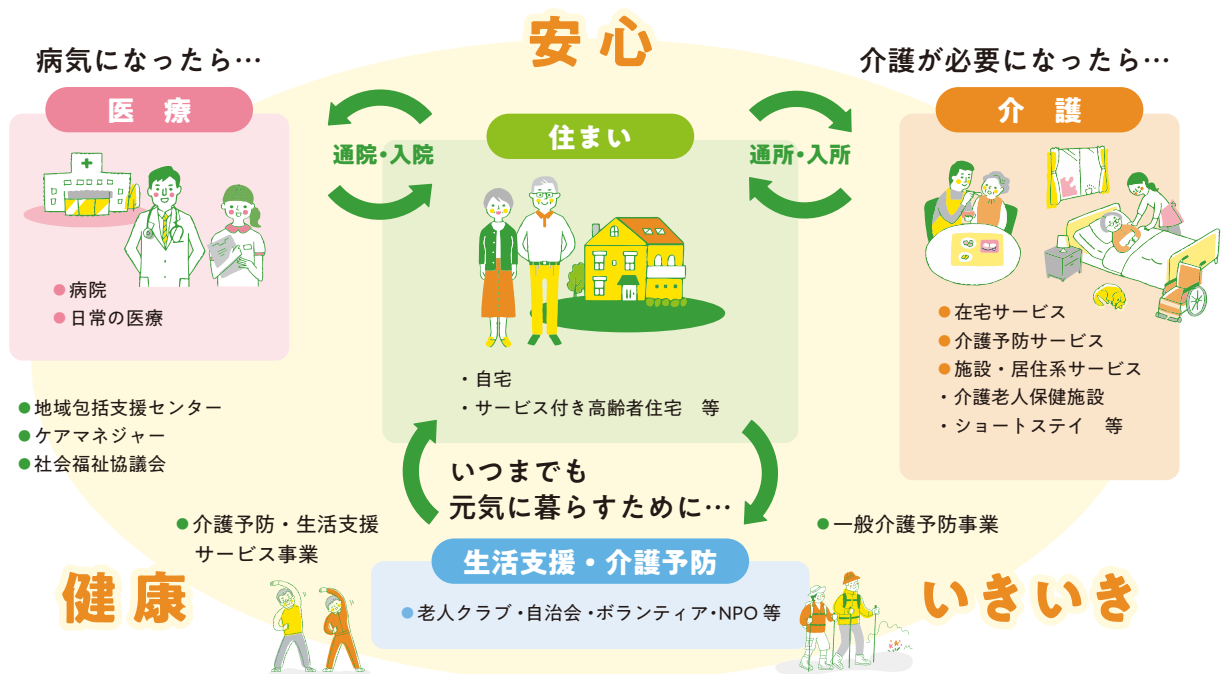 安心
病気になったら…
医療
通院・入院
・病院
・日常の医療
住まい
・自宅
・サービス付き高齢者住宅　等
介護が必要になったら…
介護
通所・入所
●在宅サービス
●介護予防サービス
●施設・居住系サービス
・介護老人保健施設
・ショートステイ　等
●地域包括支援センター
●ケアマネジャー
●社会福祉協議会
●介護予防・生活支援
サービス事業
いつまでも
元気に暮らすために…
生活支援・介護予防
●老人クラブ・自治会・ボランティア・NPO 等
●一般介護予防事業
健康
いきいき